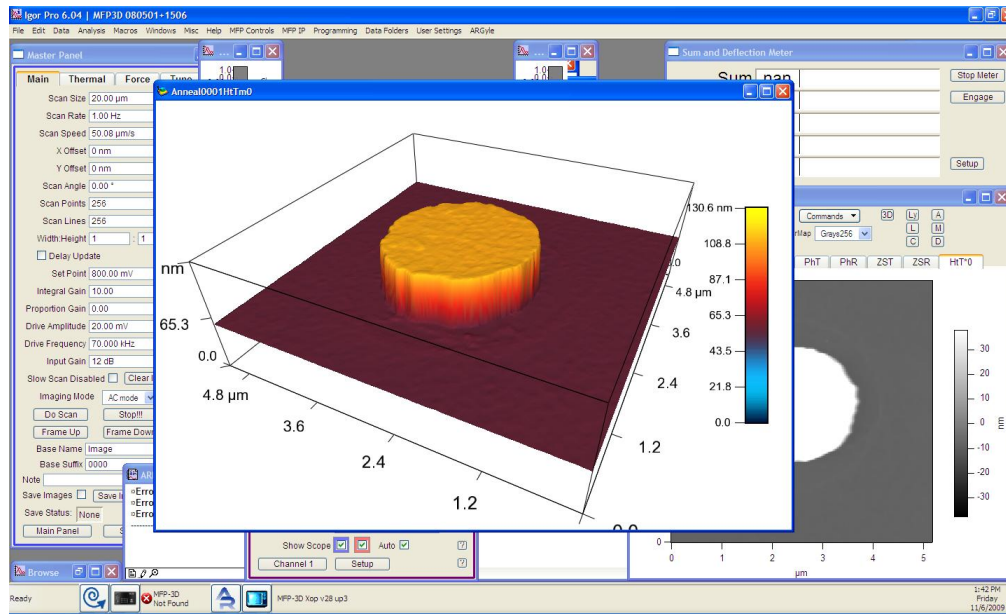 Igor Pro 6.04 | MFP3D 080501+1506
File Edit Data Analysis Macros Windows Misc Help MFP Controls MFP IP Programming Data Folders User Settings ARGyle
Master Panel
Main Thermal Force Tune
Scan Size 20.00 µm
Scan Rate 1.00 Hz
Scan Speed 50.08 µm/s
X Offset 0 nm
Y Offset 0 nm
Scan Angle 0.00 °
Scan Points 256
Scan Lines 256
Width:Height 1 : 1
Delay Update
Set Point 800.00 mV
Integral Gain 10.00
Proportion Gain 0.00
Drive Amplitude 20.00 mV
Drive Frequency 70.000 kHz
Input Gain 12 dB
Slow Scan Disabled Clear
Imaging Mode AC mode
Do Scan Stop!!!
Frame Up Frame Down
Base Name Image
Base Suffix 0000
Note
Save Images Save
Save Status: None
Main Panel
Browse
Anneal0001HtTm0
nm
65.3
0.0
4.8 µm
3.6
2.4
1.2
0.0
1.2
2.4
3.6
4.8 µm
130.6 nm
108.8
87.1
65.3
43.5
21.8
0.0
Sum and Deflection Meter
Sum nan
Stop Meter
Engage
Setup
Commands 3D Ly A
Grays256 L M
C D
PhT PhR ZST ZSR HtT*0
30
20
10
0
-10
-20
-30
nm
0
0 1 2 3 4 5
µm
Show Scope Auto ?
Channel 1 Setup ?
Ready
MFP-3D
Not Found
MFP-3D Xop v28 up3
1:42 PM
Friday
11/6/2009